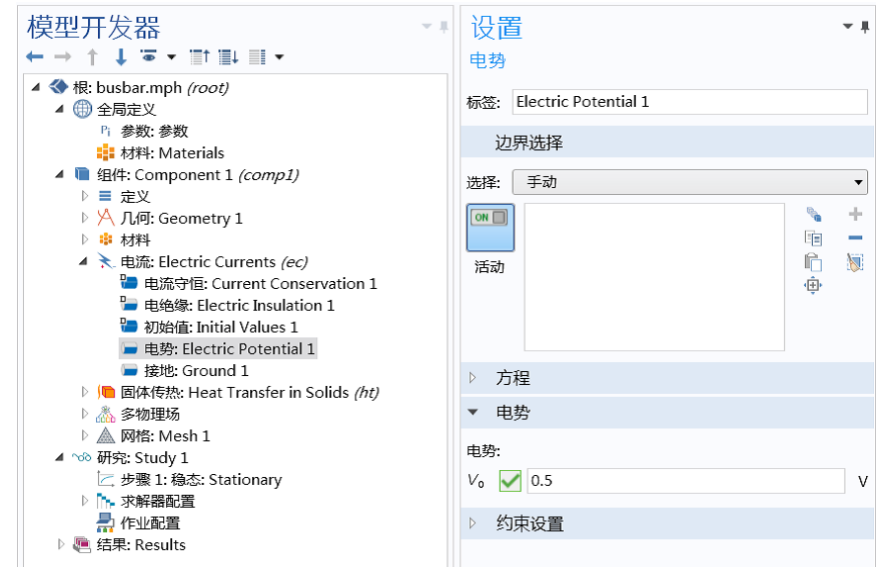 模型开发器
根: busbar.mph (root)
全局定义
Pi 参数: 参数
材料: Materials
组件: Component 1 (comp1)
定义
几何: Geometry 1
材料
电流: Electric Currents (ec)
电流守恒: Current Conservation 1
电绝缘: Electric Insulation 1
初始值: Initial Values 1
电势: Electric Potential 1
接地: Ground 1
固体传热: Heat Transfer in Solids (ht)
多物理场
网格: Mesh 1
研究: Study 1
步骤 1: 稳态: Stationary
求解器配置
作业配置
结果: Results
设置
电势
标签: Electric Potential 1
边界选择
选择: 手动
ON
活动
方程
电势
电势:
V₀ 0.5 V
约束设置